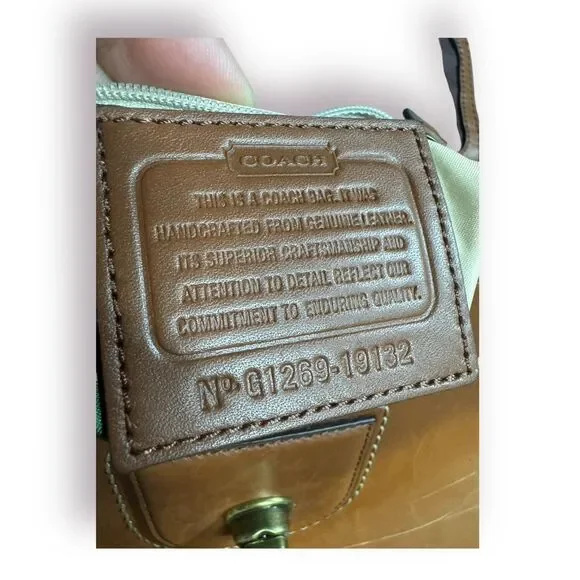 COACH
THIS IS A COACH BAG. IT WAS
HANDCRAFTED FROM GENUINE LEATHER.
ITS SUPERIOR CRAFTSMANSHIP AND
ATTENTION TO DETAIL REFLECT OUR
COMMITMENT TO ENDURING QUALITY.
Nº G1269-19132